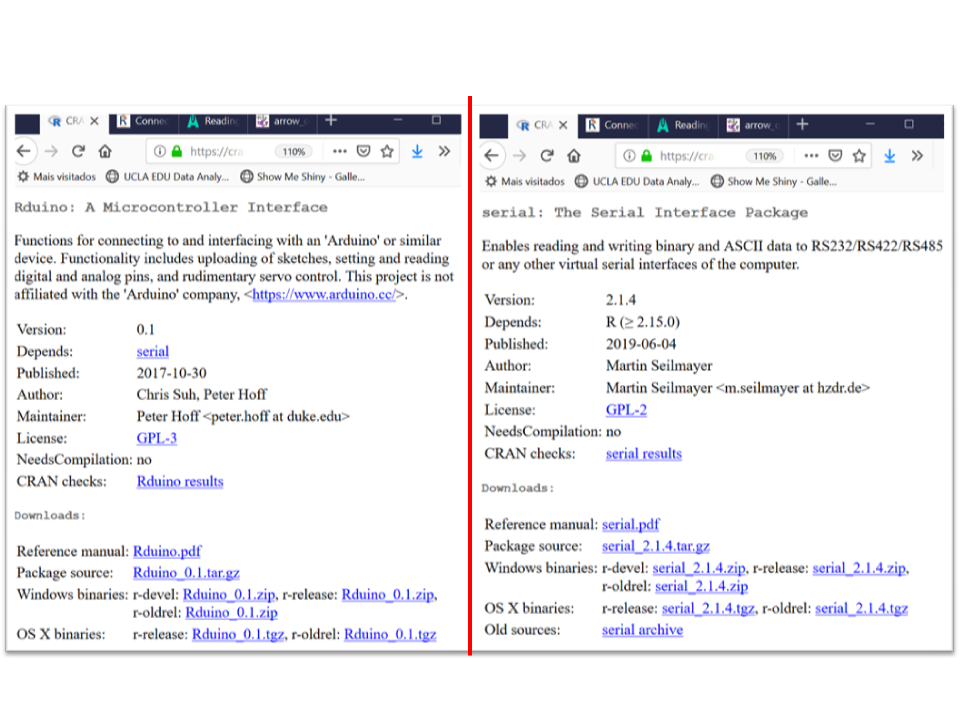 CRA
Connec
Reading
arrow_c
https://cra
110%
Mais visitados
UCLA EDU Data Analy...
Show Me Shiny - Galle...
Rduino: A Microcontroller Interface
Functions for connecting to and interfacing with an 'Arduino' or similar
device. Functionality includes uploading of sketches, setting and reading
digital and analog pins, and rudimentary servo control. This project is not
affiliated with the 'Arduino' company, <https://www.arduino.cc/>.
Version: 0.1
Depends: serial
Published: 2017-10-30
Author: Chris Suh, Peter Hoff
Maintainer: Peter Hoff <peter.hoff at duke.edu>
License: GPL-3
NeedsCompilation: no
CRAN checks: Rduino results
Downloads:
Reference manual: Rduino.pdf
Package source: Rduino_0.1.tar.gz
Windows binaries: r-devel: Rduino_0.1.zip, r-release: Rduino_0.1.zip,
r-oldrel: Rduino_0.1.zip
OS X binaries: r-release: Rduino_0.1.tgz, r-oldrel: Rduino_0.1.tgz
CRA
Connec
Reading
arrow_c
https://cra
110%
Mais visitados
UCLA EDU Data Analy...
Show Me Shiny - Galle...
serial: The Serial Interface Package
Enables reading and writing binary and ASCII data to RS232/RS422/RS485
or any other virtual serial interfaces of the computer.
Version: 2.1.4
Depends: R (≥ 2.15.0)
Published: 2019-06-04
Author: Martin Seilmayer
Maintainer: Martin Seilmayer <m.seilmayer at hzdr.de>
License: GPL-2
NeedsCompilation: no
CRAN checks: serial results
Downloads:
Reference manual: serial.pdf
Package source: serial_2.1.4.tar.gz
Windows binaries: r-devel: serial_2.1.4.zip, r-release: serial_2.1.4.zip,
r-oldrel: serial_2.1.4.zip
OS X binaries: r-release: serial_2.1.4.tgz, r-oldrel: serial_2.1.4.tgz
Old sources: serial archive